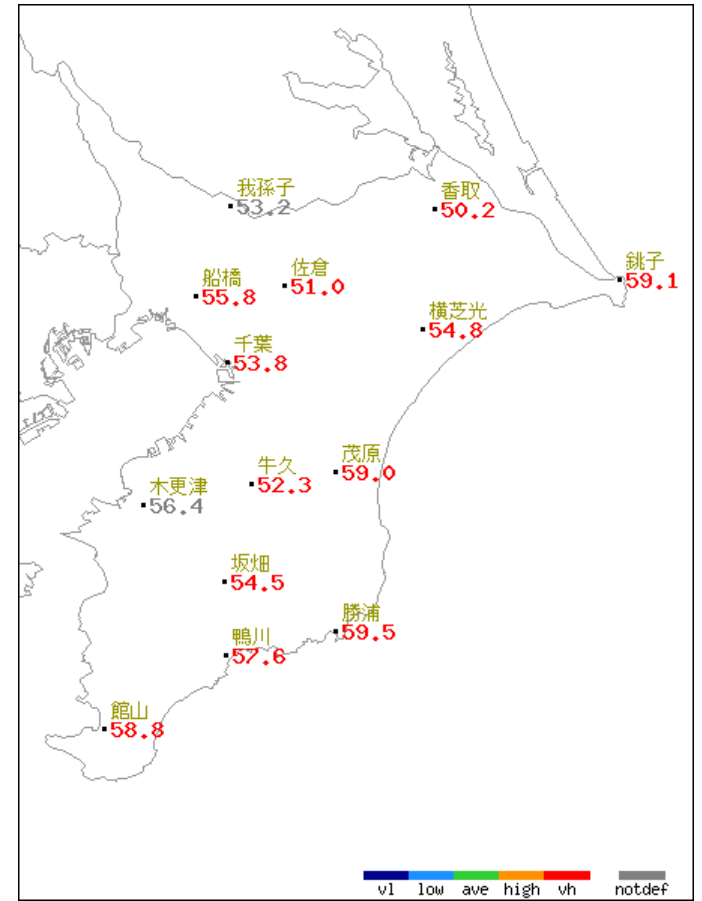 我孫子
53.2
香取
50.2
銚子
59.1
船橋
55.8
佐倉
51.0
横芝光
54.8
千葉
53.8
牛久
52.3
茂原
59.0
木更津
56.4
坂畑
54.5
勝浦
59.5
鴨川
57.6
館山
58.8
vl low ave high vh notdef